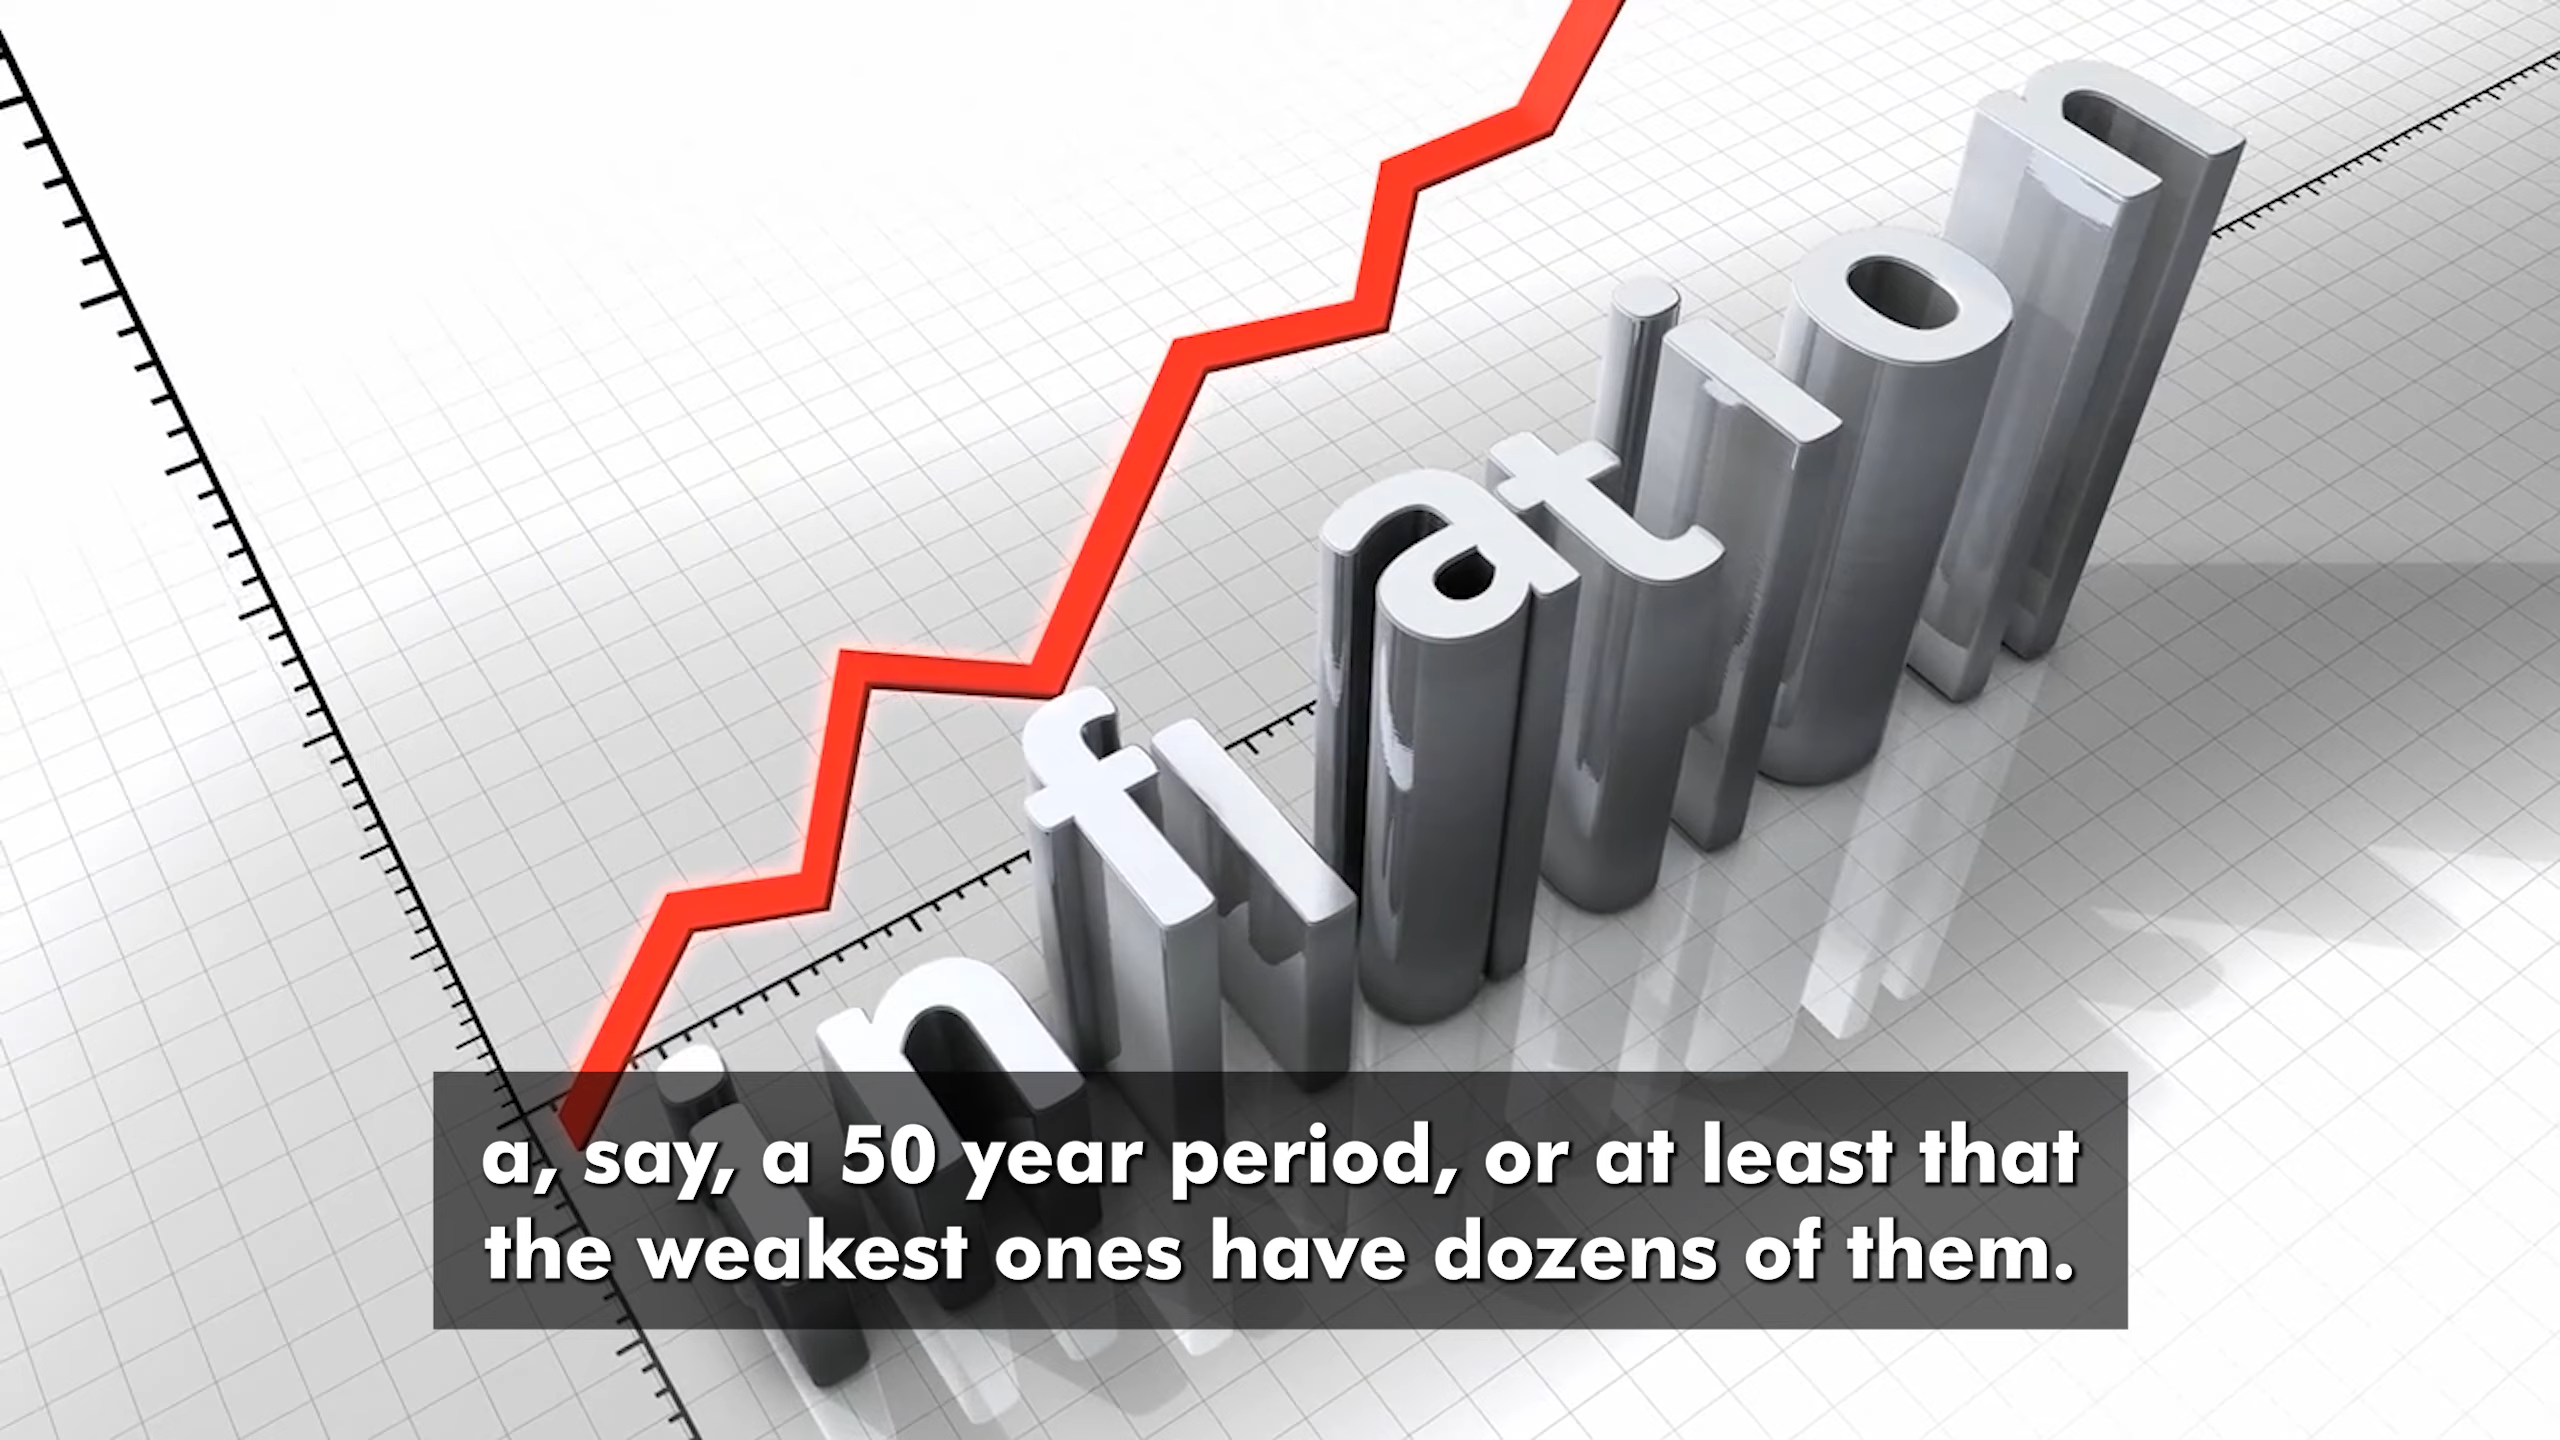 inflation
a, say, a 50 year period, or at least that
the weakest ones have dozens of them.